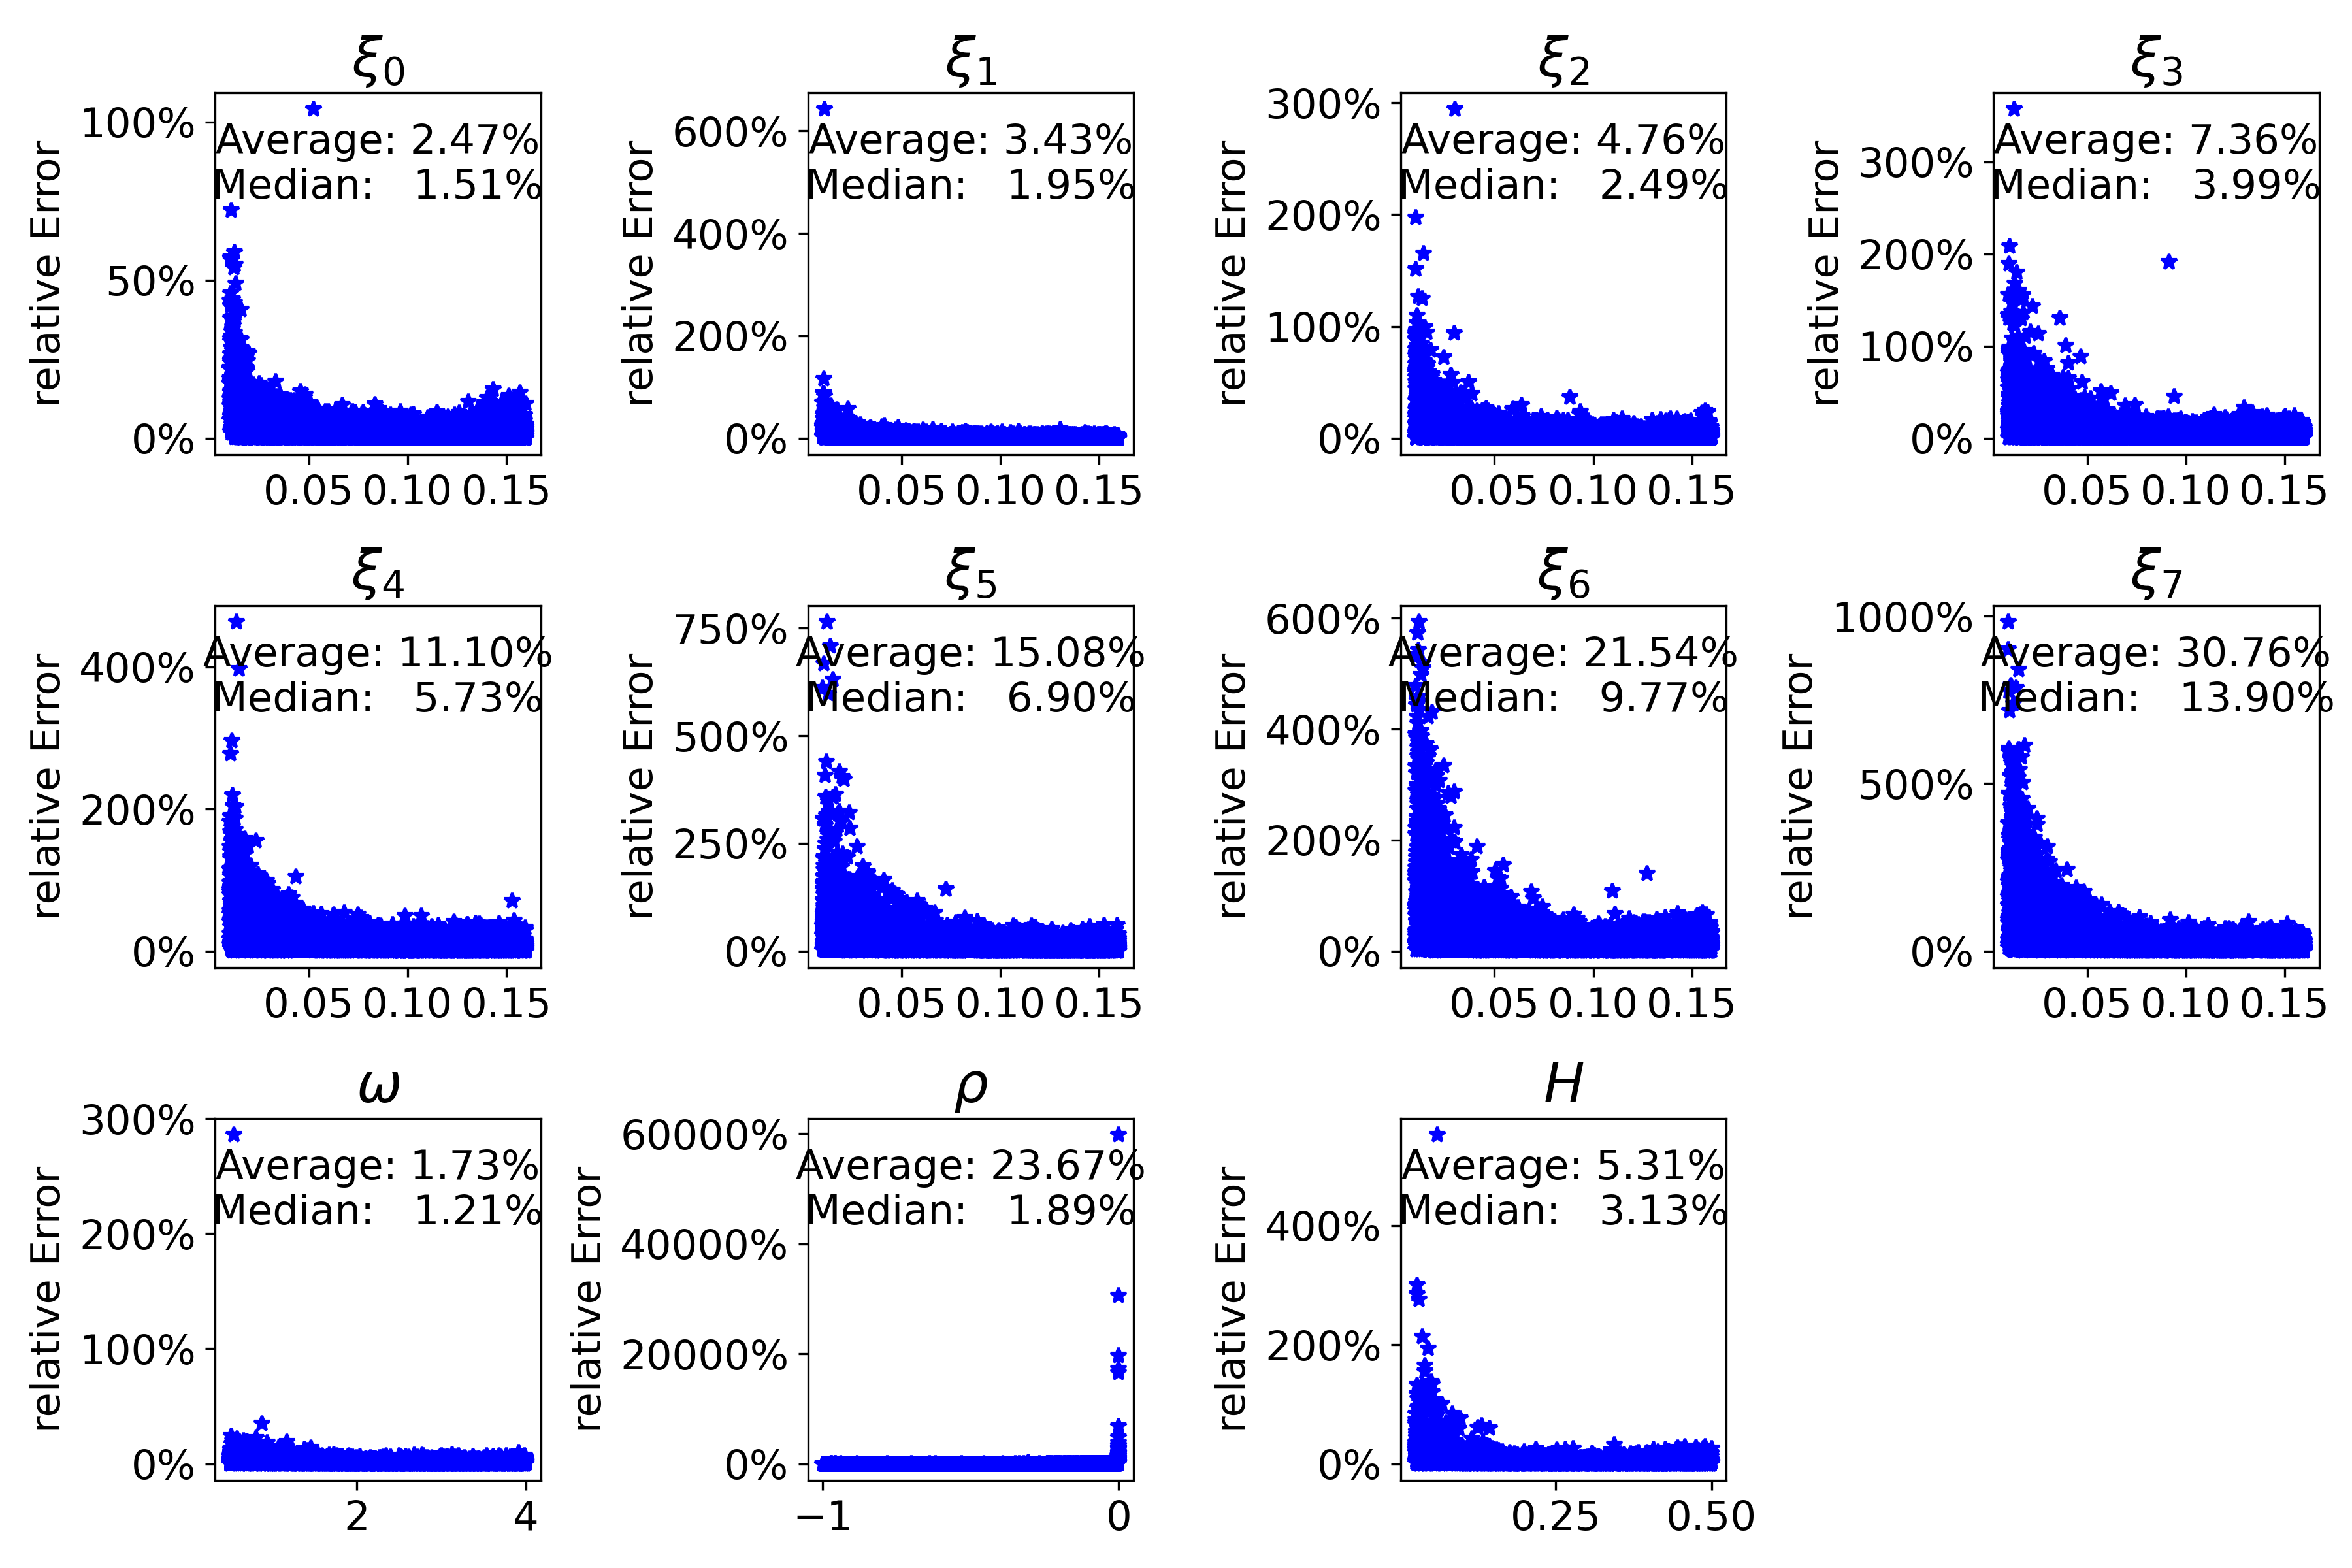 ξ0
relative Error
100%
50%
0%
Average: 2.47%
Median: 1.51%
0.05 0.10 0.15
ξ1
relative Error
600%
400%
200%
0%
Average: 3.43%
Median: 1.95%
0.05 0.10 0.15
ξ2
relative Error
300%
200%
100%
0%
Average: 4.76%
Median: 2.49%
0.05 0.10 0.15
ξ3
relative Error
300%
200%
100%
0%
Average: 7.36%
Median: 3.99%
0.05 0.10 0.15
ξ4
relative Error
400%
200%
0%
Average: 11.10%
Median: 5.73%
0.05 0.10 0.15
ξ5
relative Error
750%
500%
250%
0%
Average: 15.08%
Median: 6.90%
0.05 0.10 0.15
ξ6
relative Error
600%
400%
200%
0%
Average: 21.54%
Median: 9.77%
0.05 0.10 0.15
ξ7
relative Error
1000%
500%
0%
Average: 30.76%
Median: 13.90%
0.05 0.10 0.15
ω
relative Error
300%
200%
100%
0%
Average: 1.73%
Median: 1.21%
2 4
ρ
relative Error
60000%
40000%
20000%
0%
Average: 23.67%
Median: 1.89%
−1 0
H
relative Error
400%
200%
0%
Average: 5.31%
Median: 3.13%
0.25 0.50